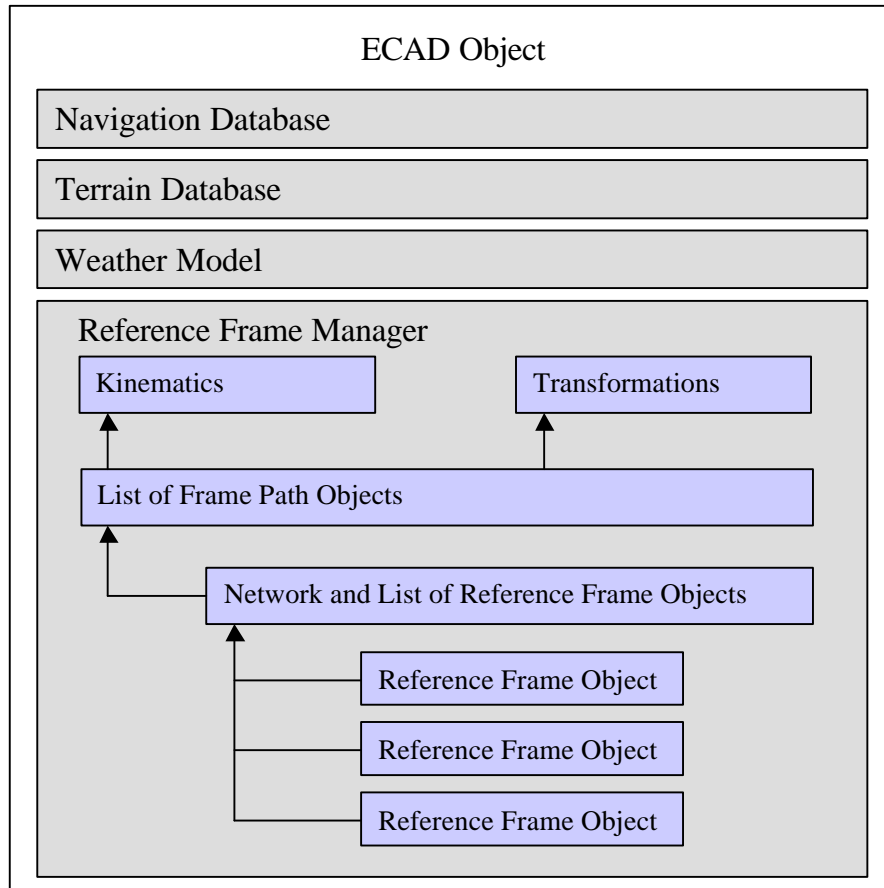 ECAD Object
Navigation Database
Terrain Database
Weather Model
Reference Frame Manager
Kinematics
Transformations
List of Frame Path Objects
Network and List of Reference Frame Objects
Reference Frame Object
Reference Frame Object
Reference Frame Object